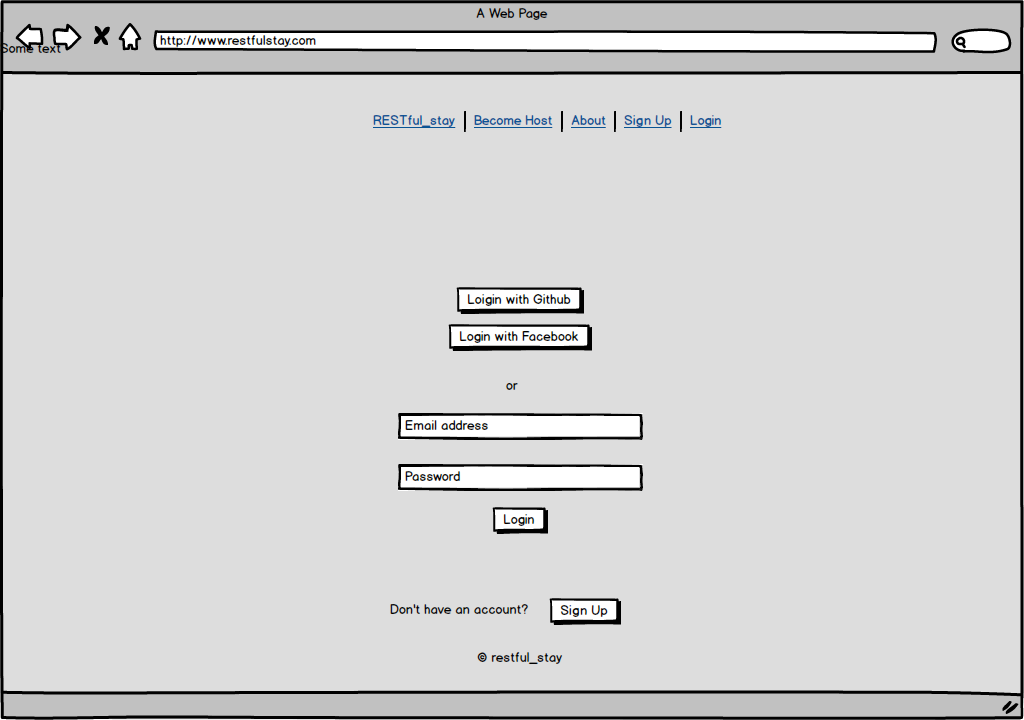 A Web Page
http://www.restfulstay.com
Some text
RESTful_stay Become Host About Sign Up Login
Loigin with Github
Login with Facebook
or
Email address
Password
Login
Don't have an account? Sign Up
© restful_stay